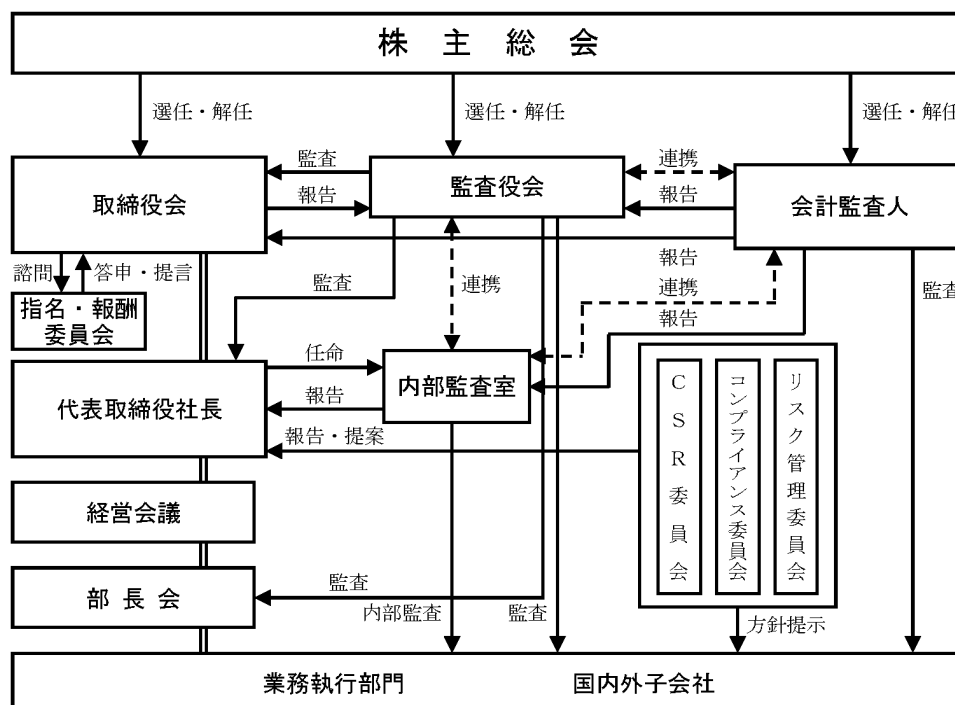 株 主 総 会
選任・解任
選任・解任
選任・解任
取締役会
監査
報告
監査役会
連携
報告
会計監査人
報告
諮問
答申・提言
指名・報酬
委員会
監査
連携
連携
報告
監査
代表取締役社長
任命
報告
内部監査室
報告・提案
CSR委員会
コンプライアンス委員会
リスク管理委員会
経営会議
部 長 会
監査
内部監査
監査
方針提示
業務執行部門
国内外子会社